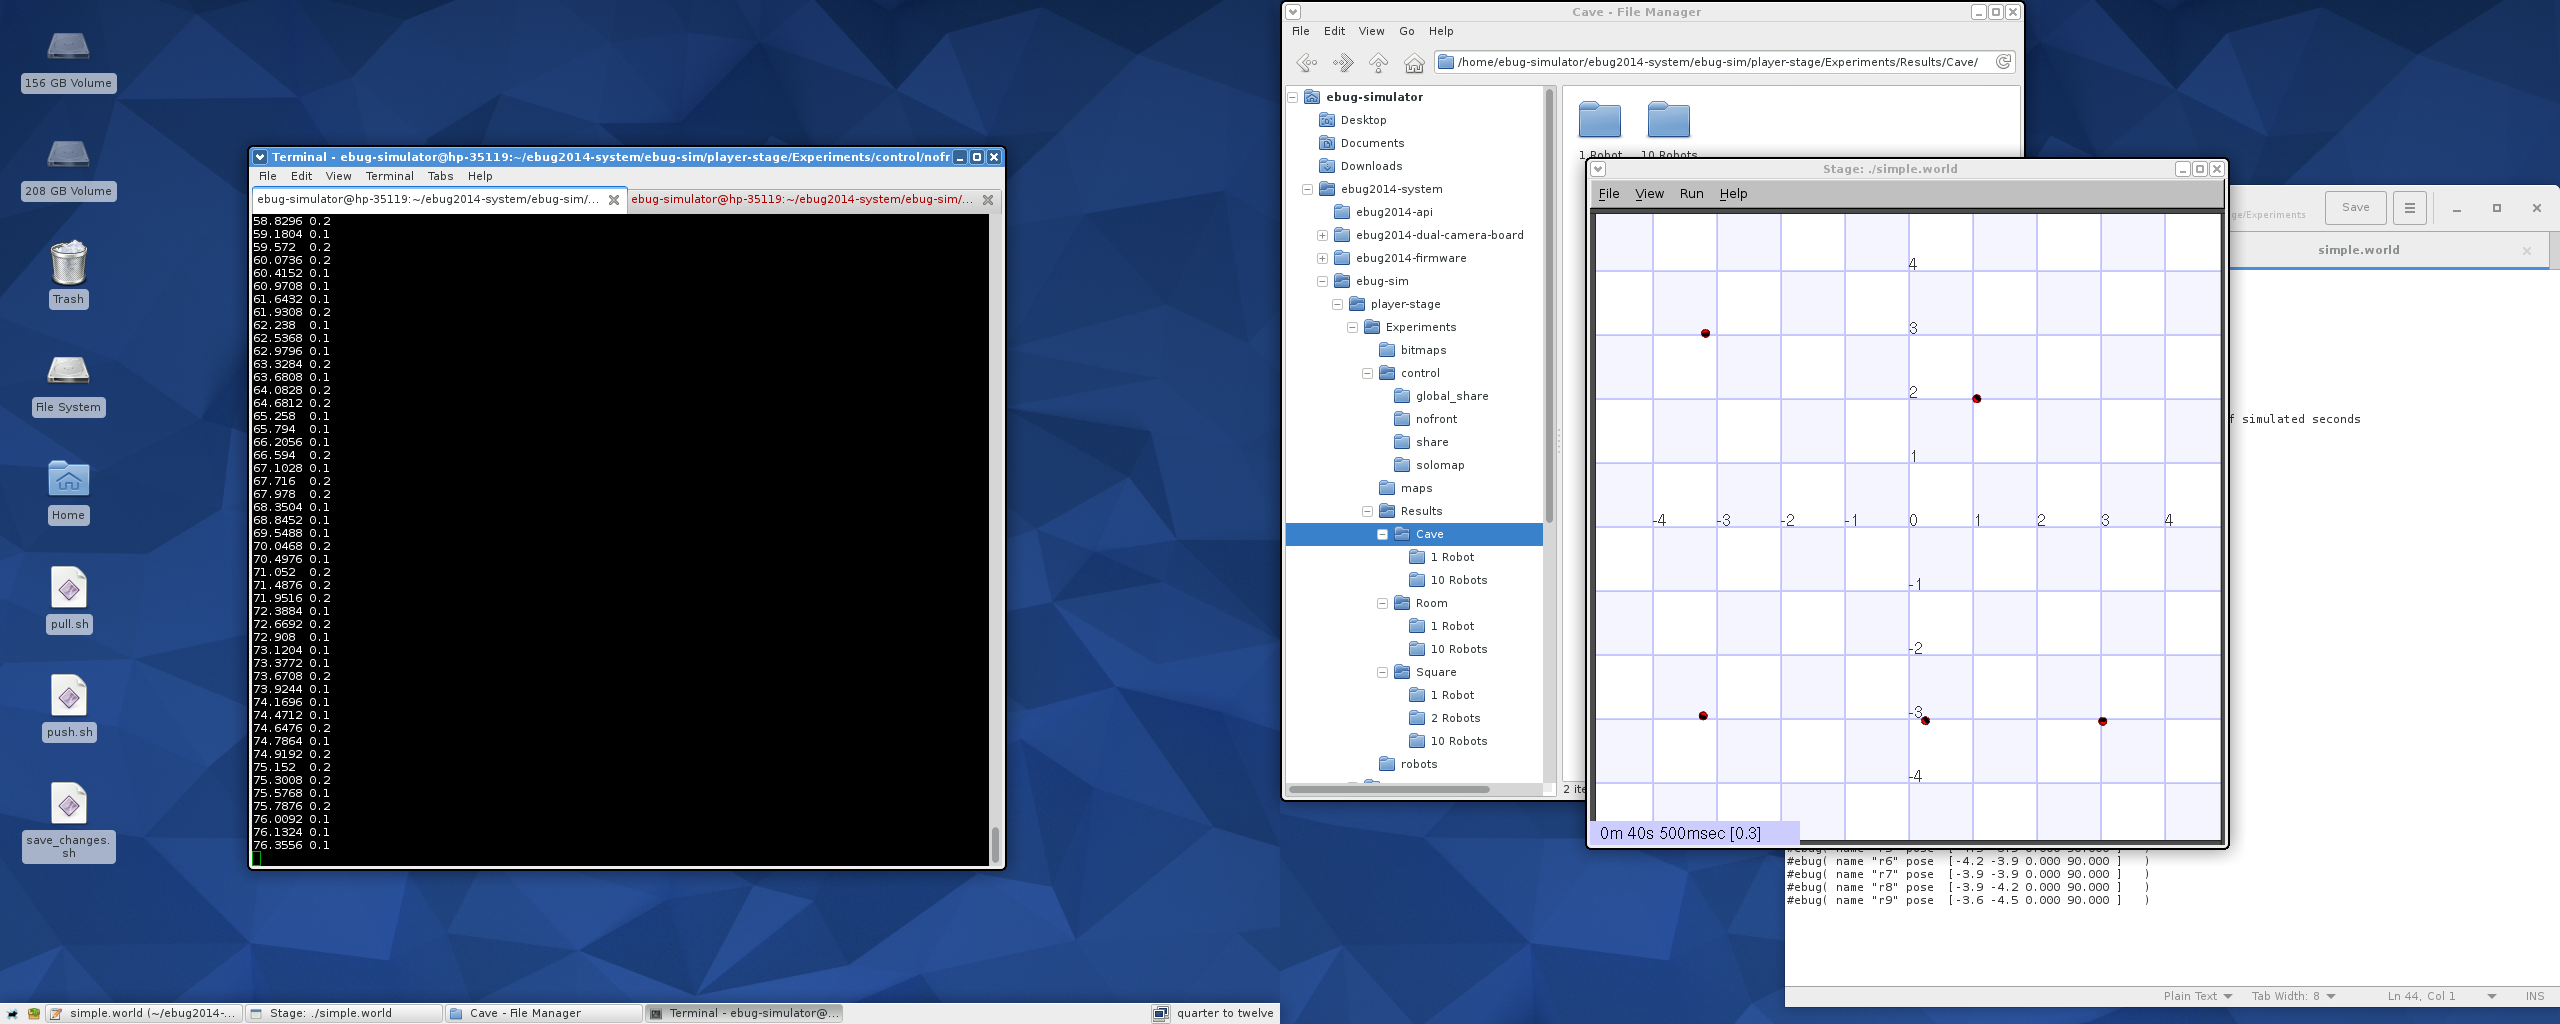 156 GB Volume
208 GB Volume
Trash
File System
Home
pull.sh
push.sh
save_changes.
sh
Terminal - ebug-simulator@hp-35119:~/ebug2014-system/ebug-sim/player-stage/Experiments/control/nofr
File Edit View Terminal Tabs Help
ebug-simulator@hp-35119:~/ebug2014-system/ebug-sim/...
ebug-simulator@hp-35119:~/ebug2014-system/ebug-sim/...
58.8296 0.2
59.1804 0.1
59.572 0.2
60.0736 0.2
60.4152 0.1
60.9708 0.1
61.6432 0.1
61.9308 0.2
62.238 0.1
62.5368 0.1
62.9796 0.1
63.3284 0.2
63.6808 0.1
64.0828 0.2
64.6812 0.2
65.258 0.1
65.794 0.1
66.2056 0.1
66.594 0.2
67.1028 0.1
67.716 0.2
67.978 0.2
68.3504 0.1
68.8452 0.1
69.5488 0.1
70.0468 0.2
70.4976 0.1
71.052 0.2
71.4876 0.1
71.9516 0.2
72.3884 0.1
72.6692 0.2
72.908 0.1
73.1204 0.1
73.3772 0.1
73.6708 0.2
73.9244 0.1
74.1696 0.1
74.4712 0.1
74.6476 0.2
74.7864 0.1
74.9192 0.2
75.152 0.2
75.3008 0.2
75.5768 0.1
75.7876 0.2
76.0092 0.1
76.1324 0.1
76.3556 0.1
Cave - File Manager
File Edit View Go Help
/home/ebug-simulator/ebug2014-system/ebug-sim/player-stage/Experiments/Results/Cave/
ebug-simulator
Desktop
Documents
Downloads
ebug2014-system
ebug2014-api
ebug2014-dual-camera-board
ebug2014-firmware
ebug-sim
player-stage
Experiments
bitmaps
control
global_share
nofront
share
solomap
maps
Results
Cave
1 Robot
10 Robots
Room
1 Robot
10 Robots
Square
1 Robot
2 Robots
10 Robots
robots
1 Robot 10 Robots
2 ite
Stage: ./simple.world
File View Run Help
4
3
2
1
-4 -3 -2 -1 0 1 2 3 4
-1
-2
-3
-4
0m 40s 500msec [0.3]
ge/Experiments
Save
simple.world
f simulated seconds
#ebug( name "r6" pose [-4.2 -3.9 0.000 90.000 ] )
#ebug( name "r7" pose [-3.9 -3.9 0.000 90.000 ] )
#ebug( name "r8" pose [-3.9 -4.2 0.000 90.000 ] )
#ebug( name "r9" pose [-3.6 -4.5 0.000 90.000 ] )
Plain Text Tab Width: 8 Ln 44, Col 1 INS
simple.world (~/ebug2014-...
Stage: ./simple.world
Cave - File Manager
Terminal - ebug-simulator@...
quarter to twelve